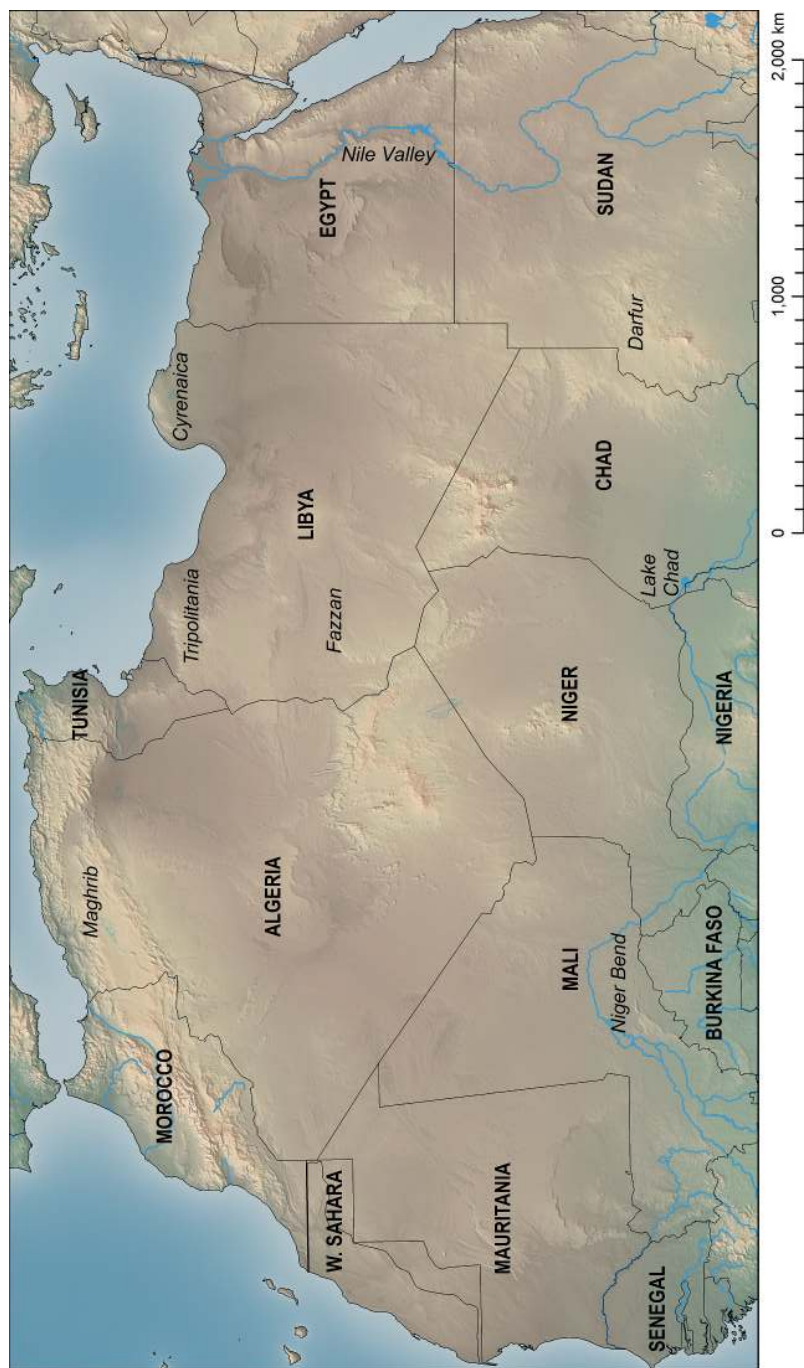 TUNISIA
Maghrib
MOROCCO
Tripolitania
Cyrenaica
ALGERIA
LIBYA
EGYPT
Nile Valley
Fazzan
W. SAHARA
MAURITANIA
MALI
Niger Bend
NIGER
CHAD
Lake
Chad
Darfur
SUDAN
SENEGAL
BURKINA FASO
NIGERIA
0
1,000
2,000 km